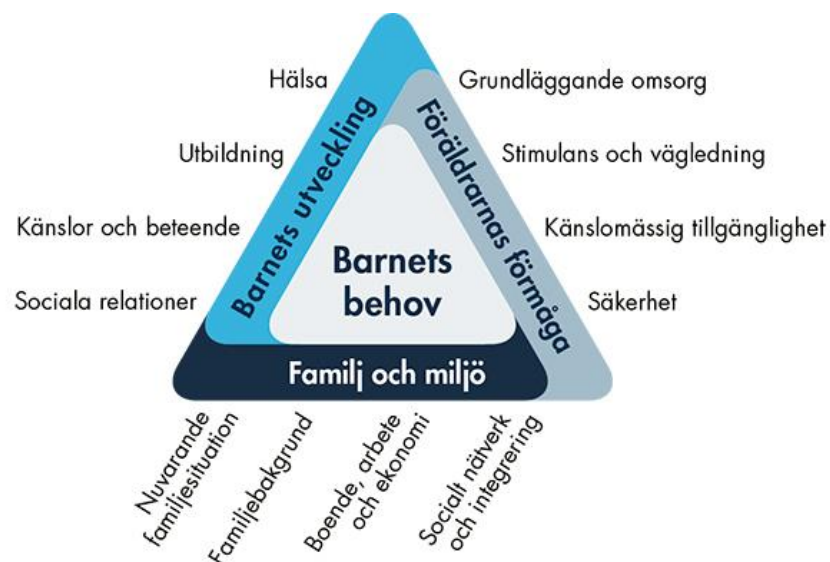 Hälsa
Utbildning
Känslor och beteende
Sociala relationer
Barnets utveckling
Föräldrarnas förmåga
Grundläggande omsorg
Stimulans och vägledning
Känslomässig tillgänglighet
Säkerhet
Barnets
behov
Familj och miljö
Nuvarande
familjesituation
Familjebakgrund
Boende, arbete
och ekonomi
Socialt nätverk
och integrering